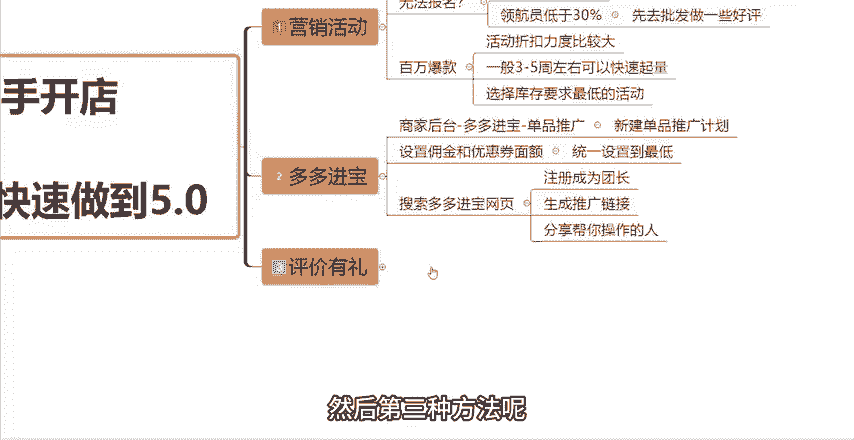 手开店
快速做到5.0
1 营销活动
无法报名？
领航员低于30%
先去批发做一些好评
百万爆款
活动折扣力度比较大
一般3-5周左右可以快速起量
选择库存要求最低的活动
2 多多进宝
商家后台-多多进宝-单品推广
新建单品推广计划
设置佣金和优惠券面额
统一设置到最低
搜索多多进宝网页
注册成为团长
生成推广链接
分享帮你操作的人
3 评价有礼
然后第三种方法呢